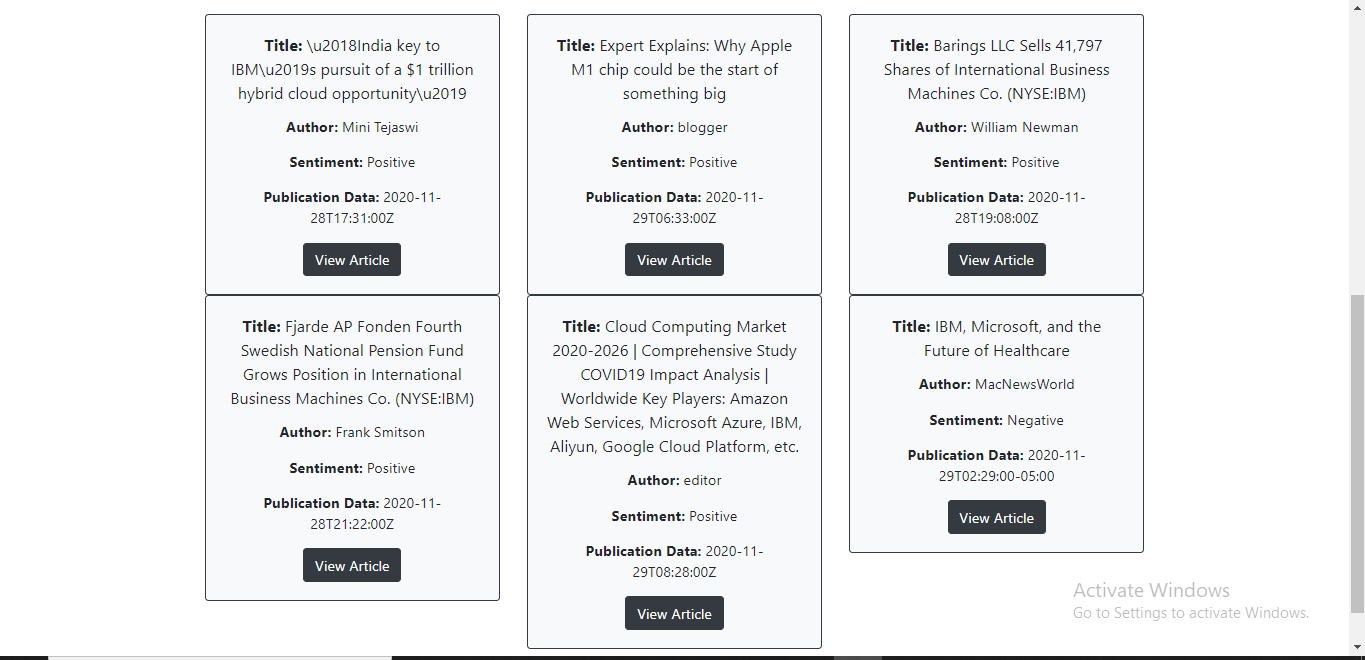 Title: \u2018India key to
IBM\u2019s pursuit of a $1 trillion
hybrid cloud opportunity\u2019
Author: Mini Tejaswi
Sentiment: Positive
Publication Data: 2020-11-
28T17:31:00Z
View Article
Title: Expert Explains: Why Apple
M1 chip could be the start of
something big
Author: blogger
Sentiment: Positive
Publication Data: 2020-11-
29T06:33:00Z
View Article
Title: Barings LLC Sells 41,797
Shares of International Business
Machines Co. (NYSE:IBM)
Author: William Newman
Sentiment: Positive
Publication Data: 2020-11-
28T19:08:00Z
View Article
Title: Fjarde AP Fonden Fourth
Swedish National Pension Fund
Grows Position in International
Business Machines Co. (NYSE:IBM)
Author: Frank Smitson
Sentiment: Positive
Publication Data: 2020-11-
28T21:22:00Z
View Article
Title: Cloud Computing Market
2020-2026 | Comprehensive Study
COVID19 Impact Analysis |
Worldwide Key Players: Amazon
Web Services, Microsoft Azure, IBM,
Aliyun, Google Cloud Platform, etc.
Author: editor
Sentiment: Positive
Publication Data: 2020-11-
29T08:28:00Z
View Article
Title: IBM, Microsoft, and the
Future of Healthcare
Author: MacNewsWorld
Sentiment: Negative
Publication Data: 2020-11-
29T02:29:00-05:00
View Article
Activate Windows
Go to Settings to activate Windows.